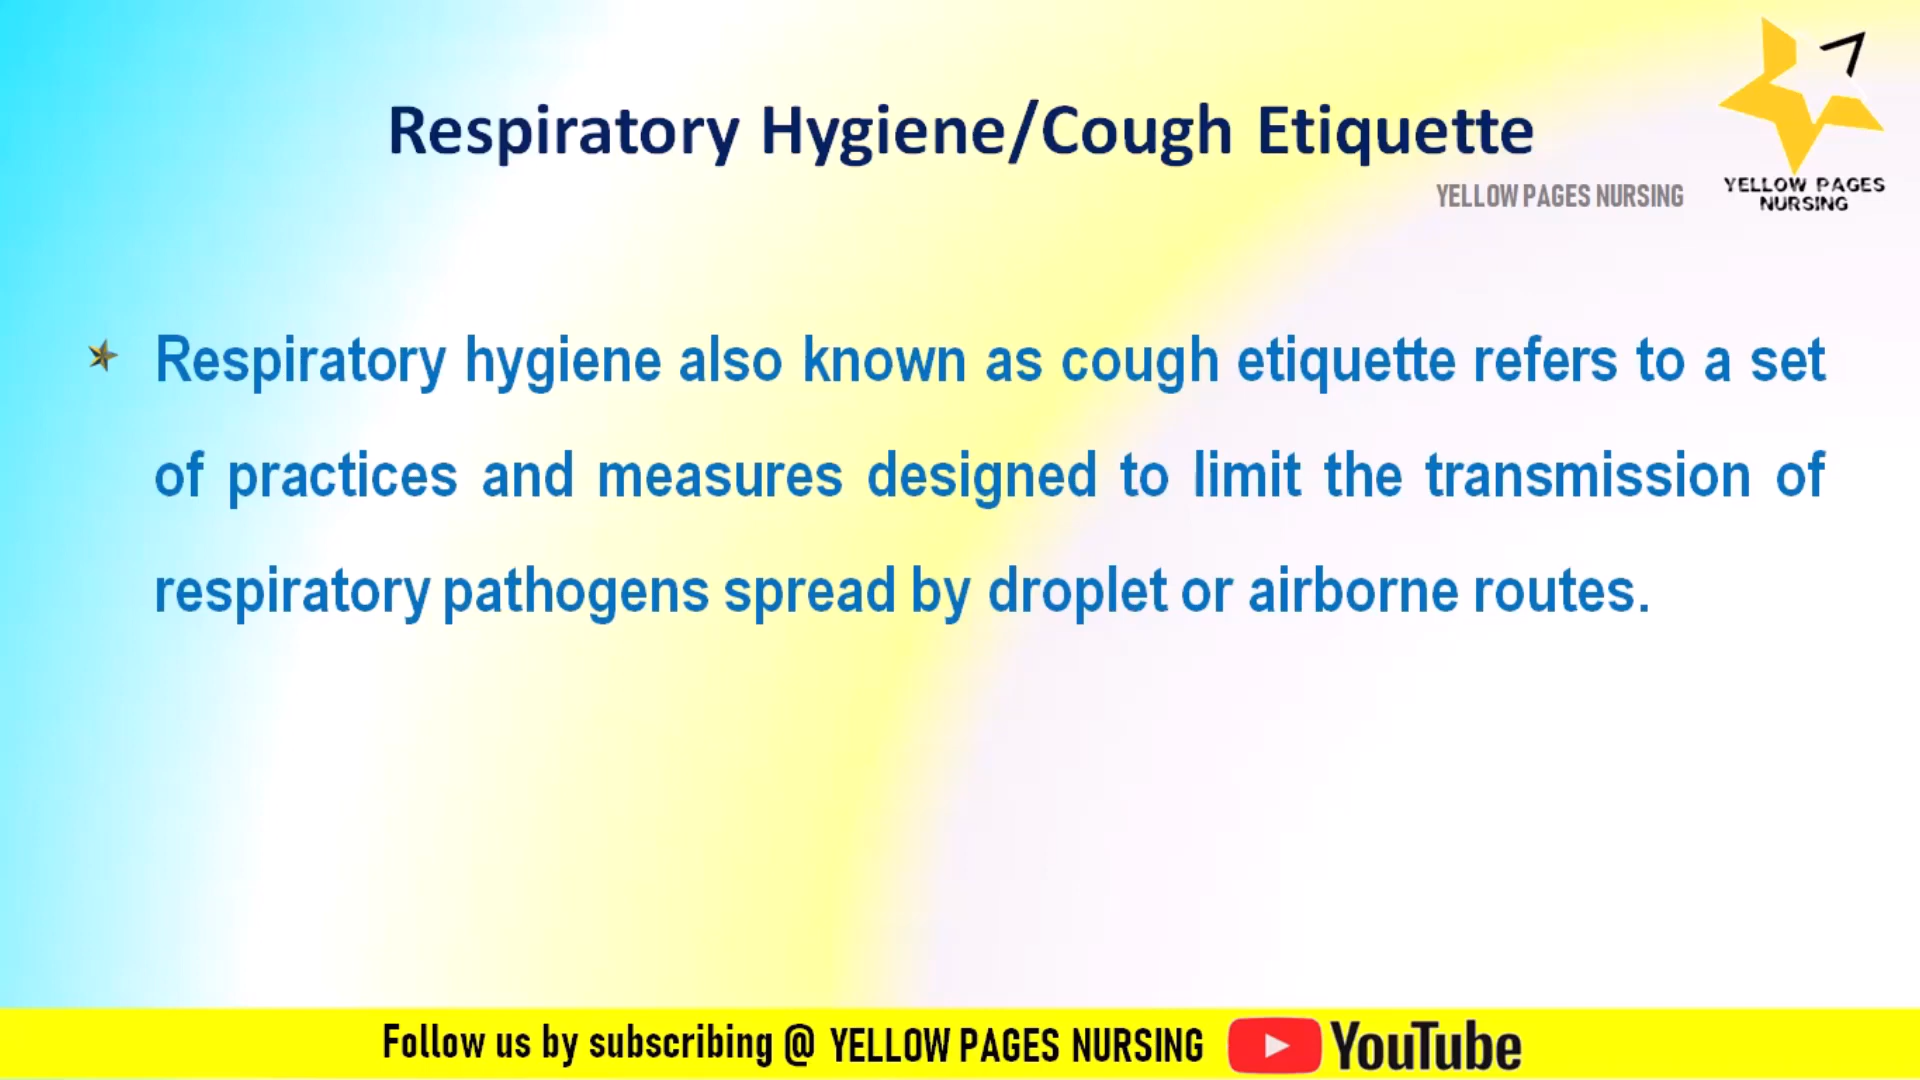 Respiratory Hygiene/Cough Etiquette
YELLOW PAGES NURSING
YELLOW PAGES
NURSING
Respiratory hygiene also known as cough etiquette refers to a set
of practices and measures designed to limit the transmission of
respiratory pathogens spread by droplet or airborne routes.
Follow us by subscribing @ YELLOW PAGES NURSING YouTube